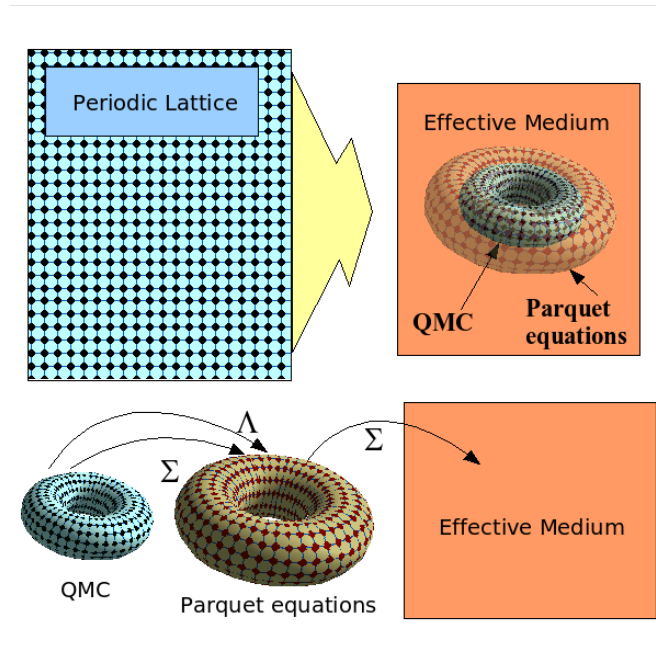 Periodic Lattice
Effective Medium
QMC
Parquet
equations
Λ
Σ
Σ
Effective Medium
QMC
Parquet equations